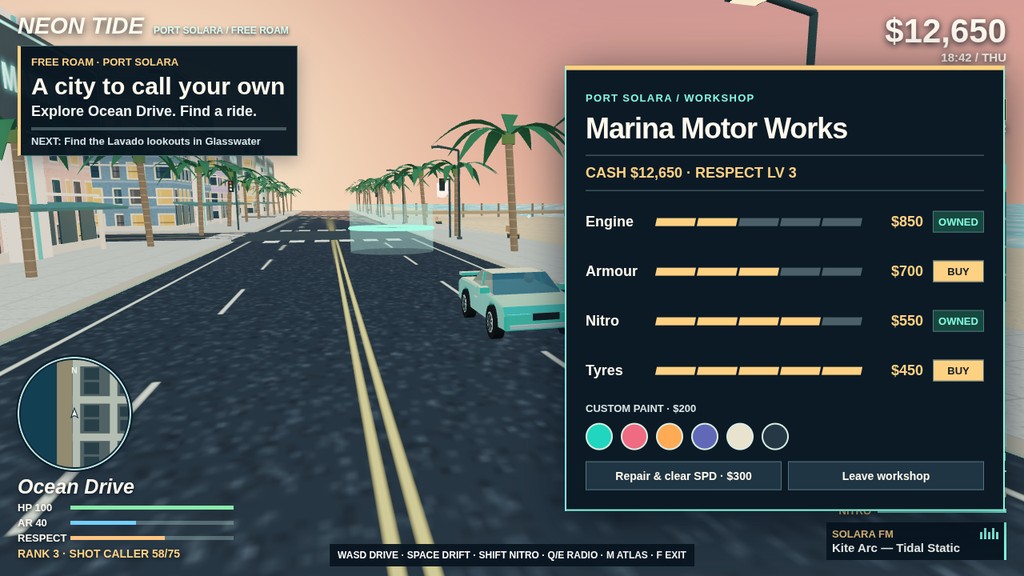 NEON TIDE PORT SOLARA / FREE ROAM
FREE ROAM · PORT SOLARA
A city to call your own
Explore Ocean Drive. Find a ride.
NEXT: Find the Lavado lookouts in Glasswater
$12,650
18:42 / THU
PORT SOLARA / WORKSHOP
Marina Motor Works
CASH $12,650 · RESPECT LV 3
Engine $850 OWNED
Armour $700 BUY
Nitro $550 OWNED
Tyres $450 BUY
CUSTOM PAINT · $200
Repair & clear SPD · $300 Leave workshop
N
Ocean Drive
HP 100
AR 40
RESPECT
RANK 3 · SHOT CALLER 58/75
WASD DRIVE · SPACE DRIFT · SHIFT NITRO · Q/E RADIO · M ATLAS · F EXIT
NITRO
SOLARA FM
Kite Arc — Tidal Static